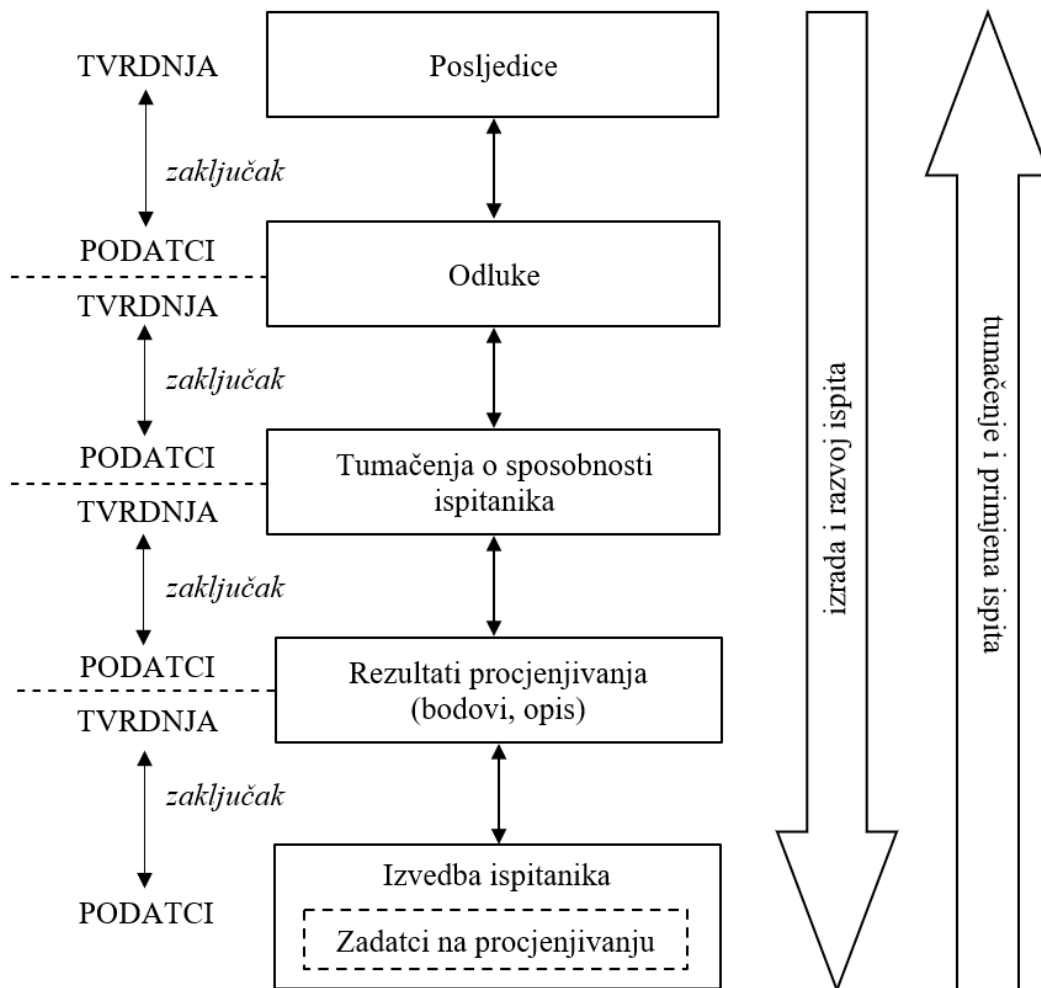 TVRDNJA
Posljedice
zaključak
PODATCI
Odluke
TVRDNJA
zaključak
PODATCI
Tumačenja o sposobnosti
ispitanika
TVRDNJA
zaključak
PODATCI
Rezultati procjenjivanja
(bodovi, opis)
TVRDNJA
zaključak
PODATCI
Izvedba ispitanika
Zadatci na procjenjivanju
izrada i razvoj ispita
tumačenje i primjena ispita